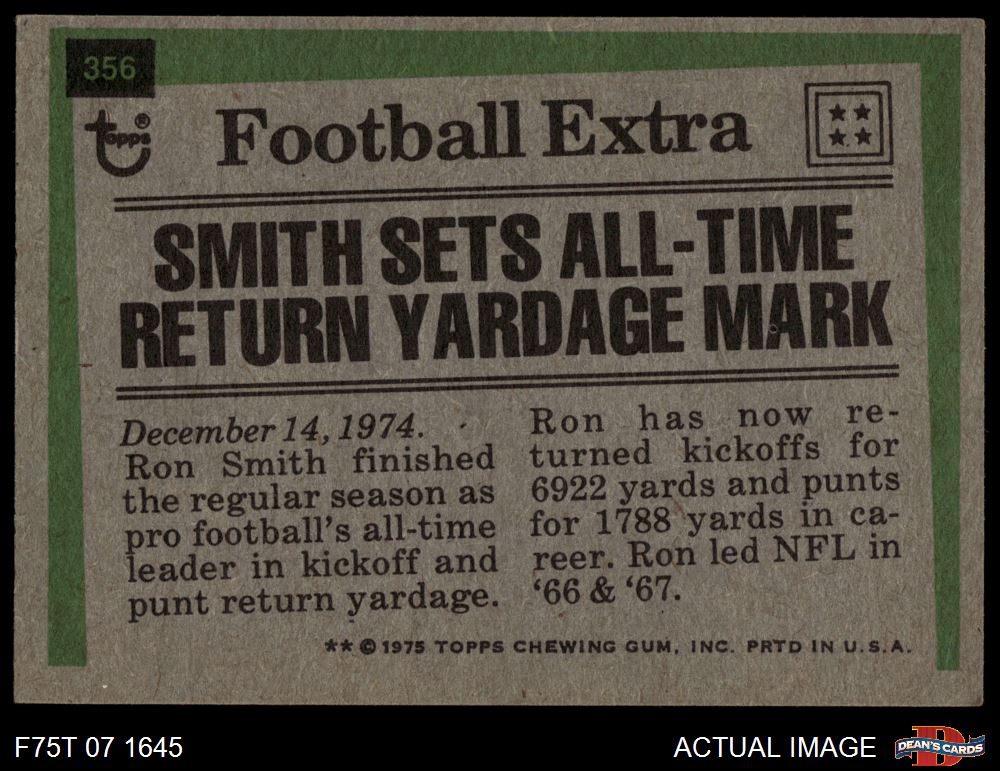 356
Topps®
Football Extra
SMITH SETS ALL-TIME
RETURN YARDAGE MARK
December 14, 1974.
Ron Smith finished
the regular season as
pro football's all-time
leader in kickoff and
punt return yardage.
Ron has now re-
turned kickoffs for
6922 yards and punts
for 1788 yards in ca-
reer. Ron led NFL in
‘66 & ‘67.
** © 1975 TOPPS CHEWING GUM, INC. PRTD IN U.S.A.
F75T 07 1645
ACTUAL IMAGE
D
DEAN'S CARDS